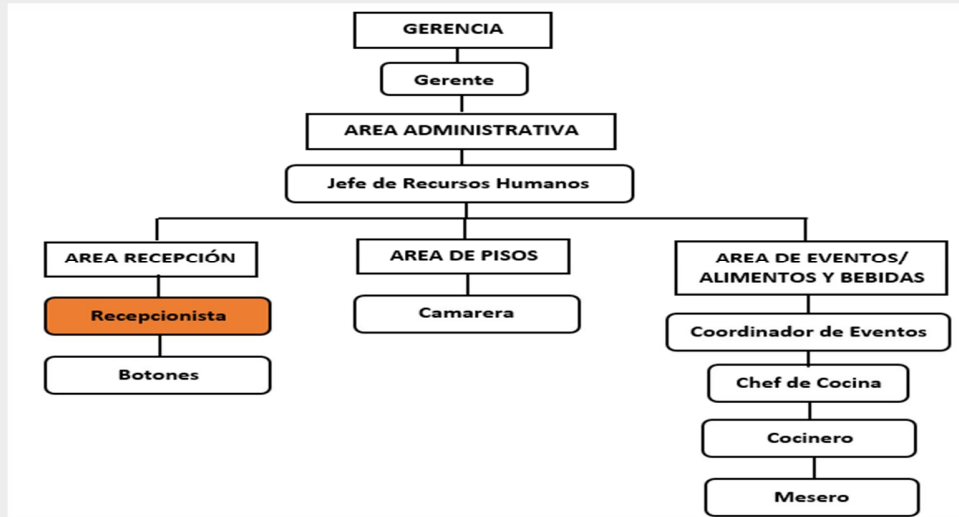 GERENCIA
Gerente
AREA ADMINISTRATIVA
Jefe de Recursos Humanos
AREA RECEPCIÓN
Recepcionista
Botones
AREA DE PISOS
Camarera
AREA DE EVENTOS/
ALIMENTOS Y BEBIDAS
Coordinador de Eventos
Chef de Cocina
Cocinero
Mesero